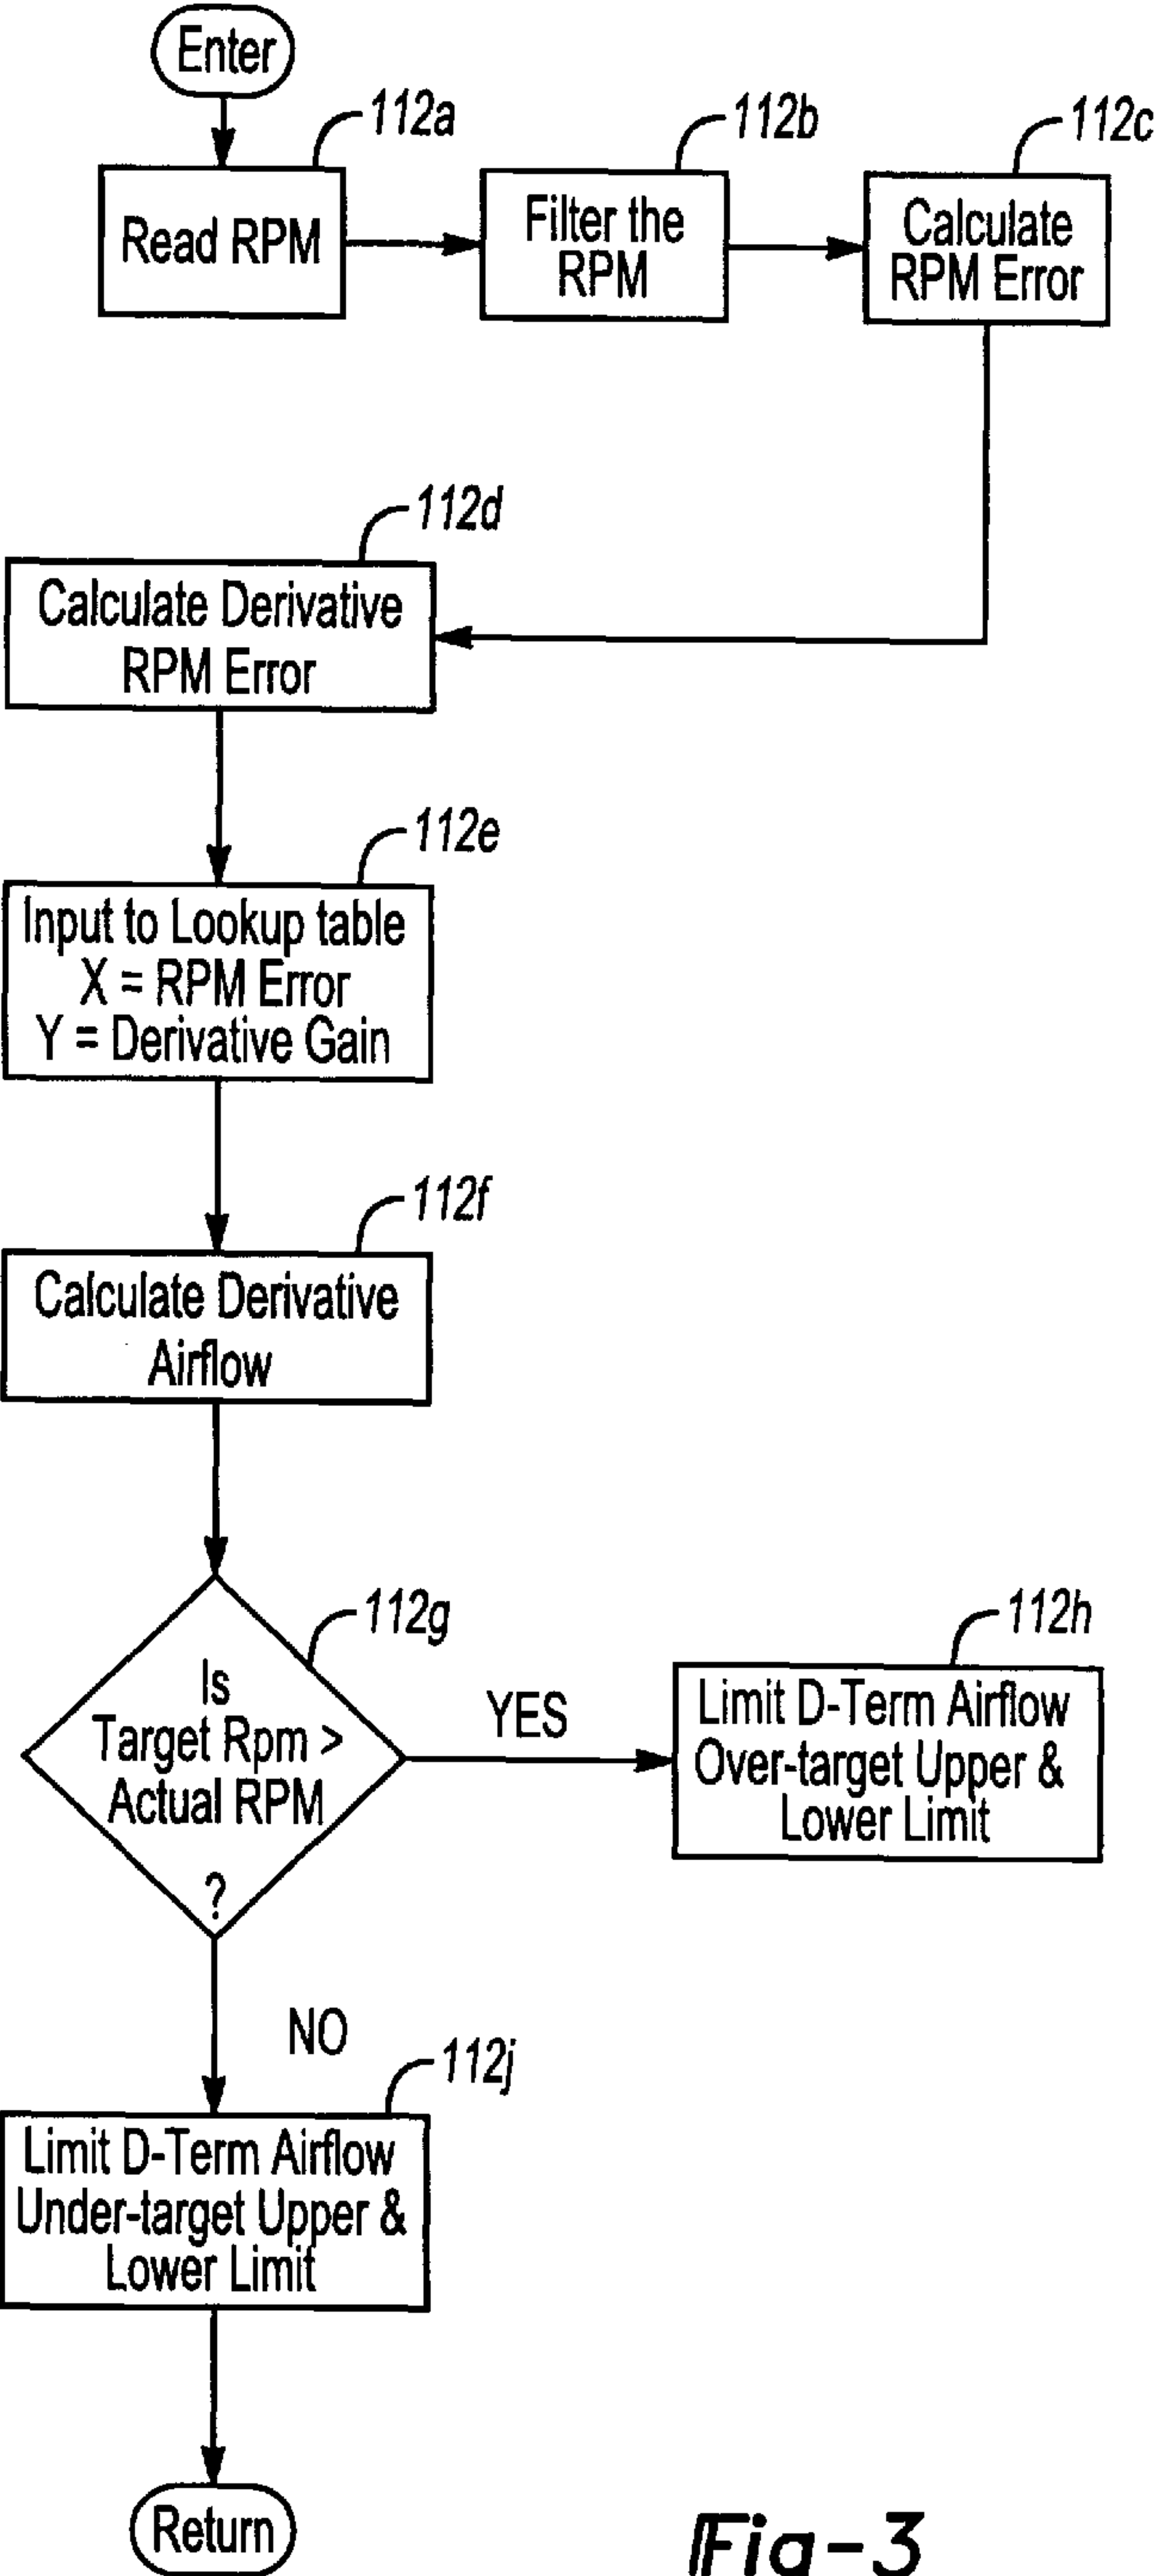 Enter
112a
112b
112c
Read RPM
Filter the
RPM
Calculate
RPM Error
112d
Calculate Derivative
RPM Error
112e
Input to Lookup table
X = RPM Error
Y = Derivative Gain
112f
Calculate Derivative
Airflow
112g
Is
Target Rpm >
Actual RPM
?
YES
112h
Limit D-Term Airflow
Over-target Upper &
Lower Limit
NO
112j
Limit D-Term Airflow
Under-target Upper &
Lower Limit
Return
Fig-3